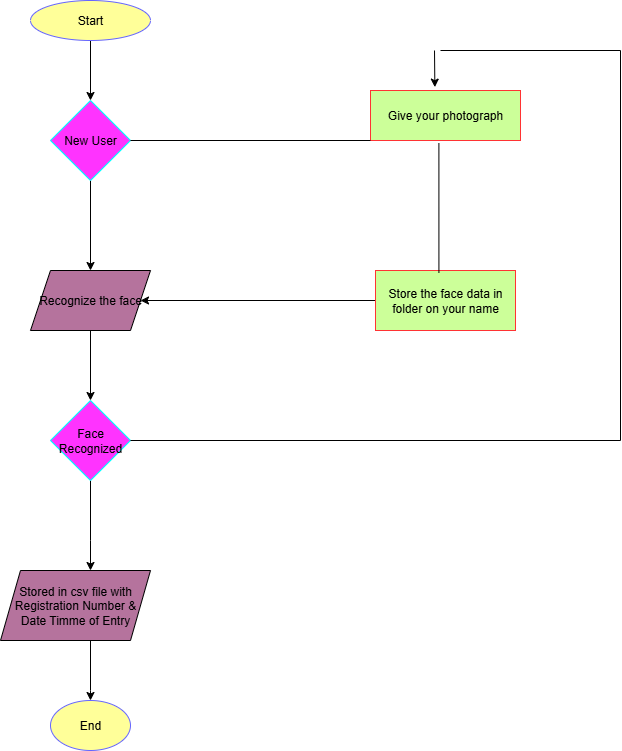 Start
New User
Give your photograph
Recognize the face
Store the face data in
folder on your name
Face
Recognized
Stored in csv file with
Registration Number &
Date Timme of Entry
End